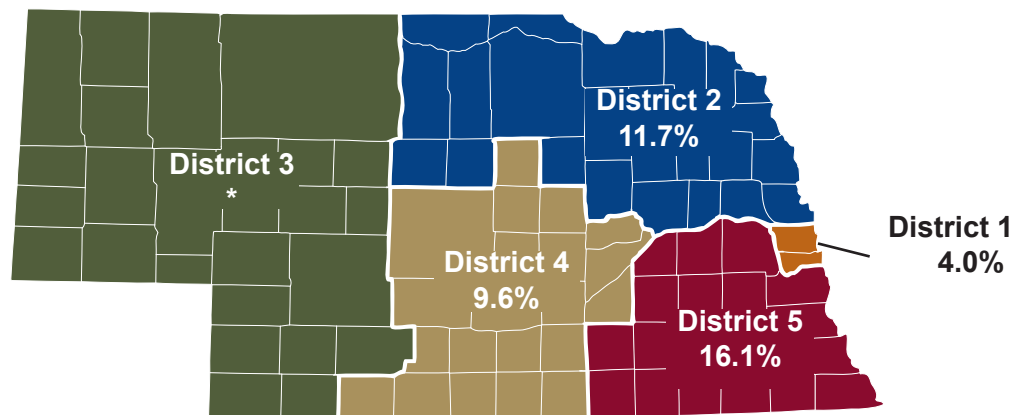 District 2
11.7%
District 3
*
District 1
4.0%
District 4
9.6%
District 5
16.1%